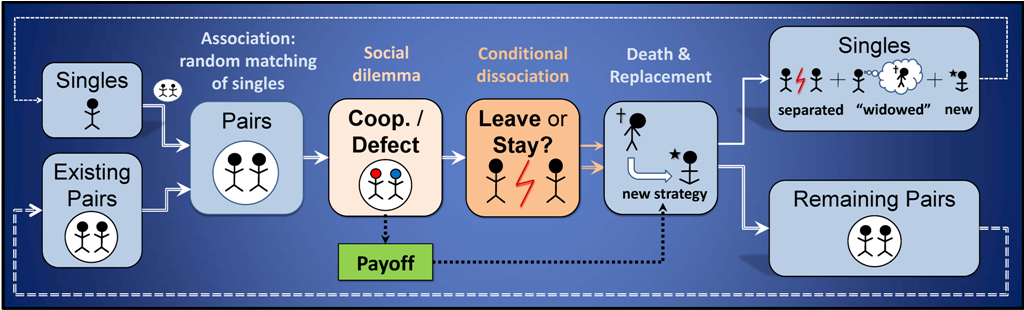 Association:
random matching
of singles
Social
dilemma
Conditional
dissociation
Death &
Replacement
Singles
Existing
Pairs
Pairs
Coop. /
Defect
Leave or
Stay?
new strategy
Payoff
Singles
separated "widowed" new
Remaining Pairs